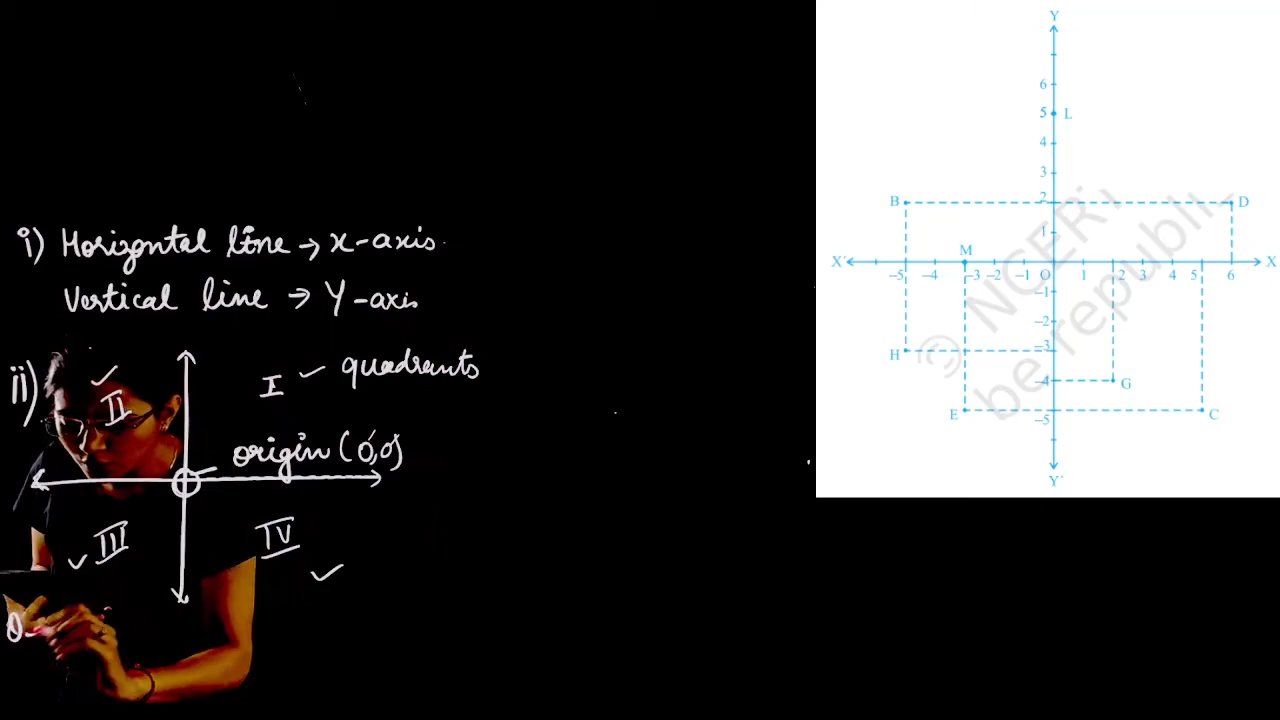 i) Horizontal line → x-axis
Vertical line → Y-axis
ii)
II
I
quadrants
origin (0,0)
III
IV
Y
6
5 L
4
3
B 2 D
1
M
X′ -5 -4 -3 -2 -1 O 1 2 3 4 5 6 X
-1
-2
H -3
-4 G
E -5 C
Y′
© NCERT
be republi